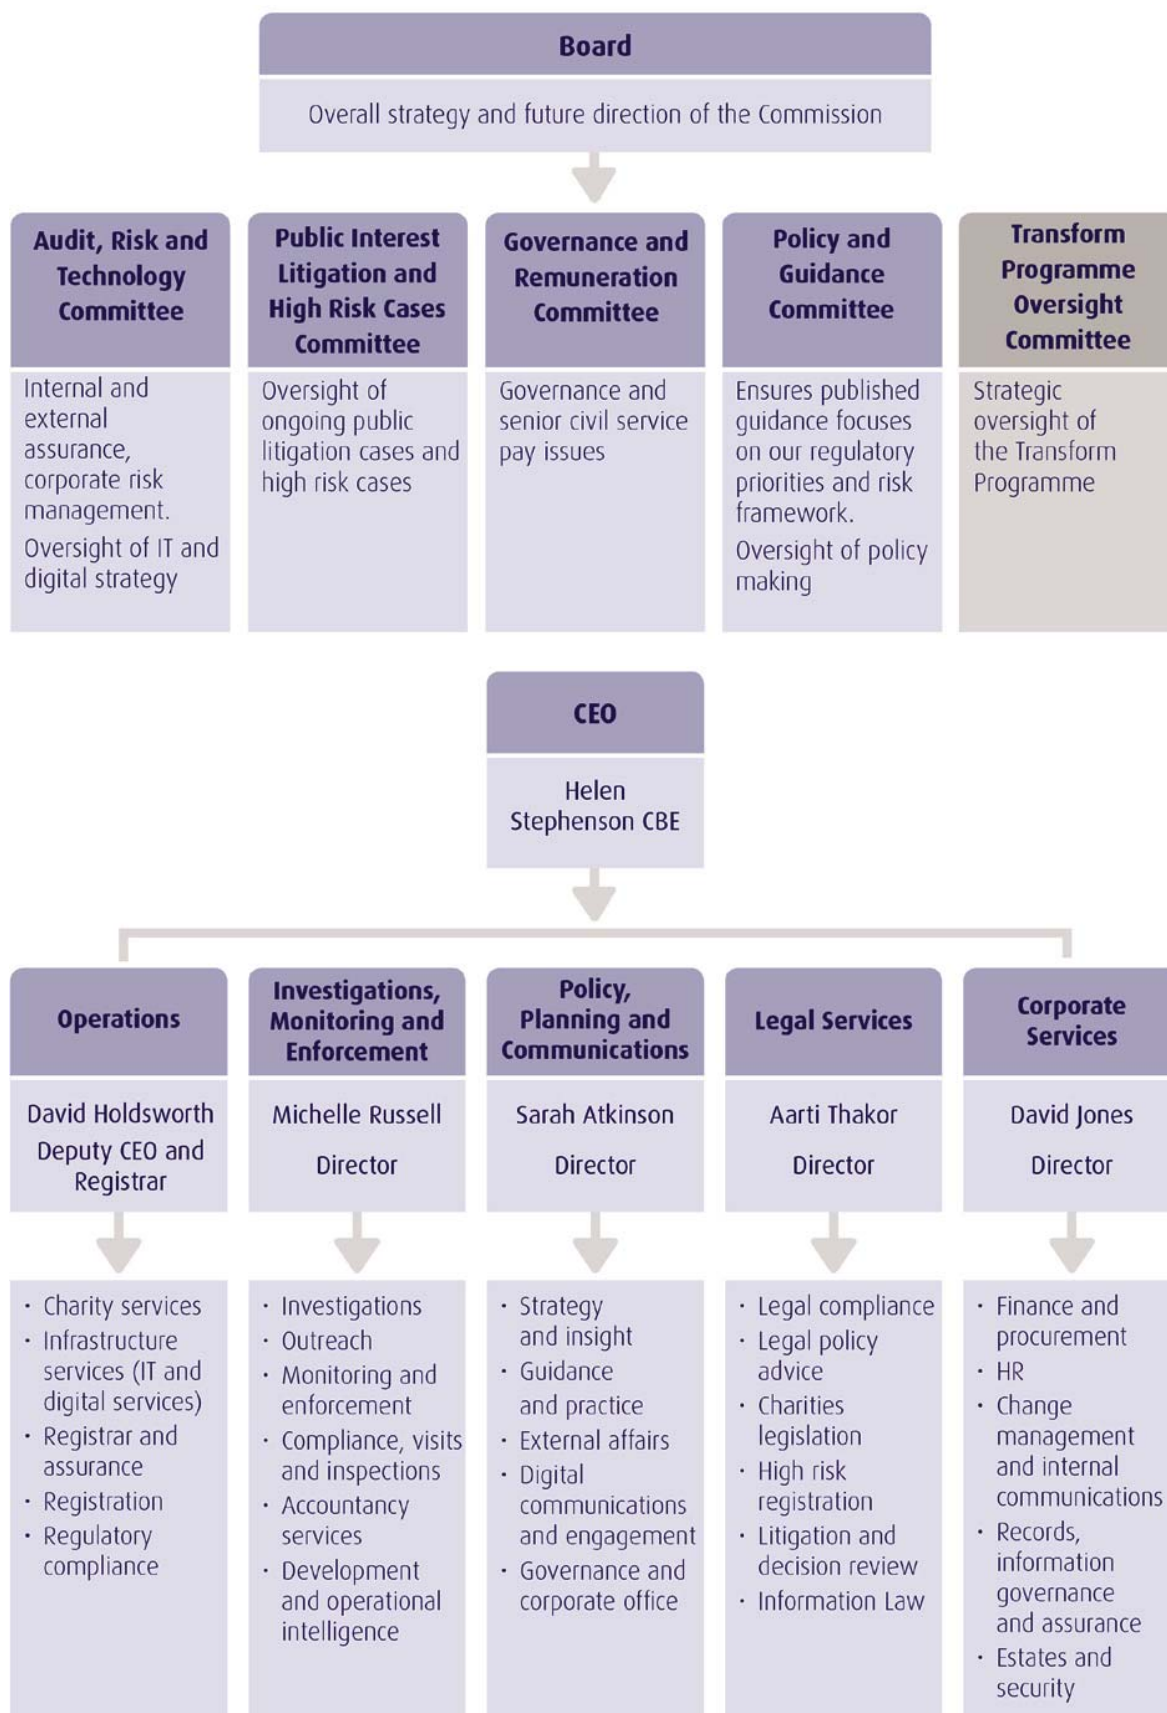 Board
Overall strategy and future direction of the Commission
Audit, Risk and
Technology
Committee
Internal and
external
assurance,
corporate risk
management.
Oversight of IT and
digital strategy
Public Interest
Litigation and
High Risk Cases
Committee
Oversight of
ongoing public
litigation cases and
high risk cases
Governance and
Remuneration
Committee
Governance and
senior civil service
pay issues
Policy and
Guidance
Committee
Ensures published
guidance focuses
on our regulatory
priorities and risk
framework.
Oversight of policy
making
Transform
Programme
Oversight
Committee
Strategic
oversight of
the Transform
Programme
CEO
Helen
Stephenson CBE
Operations
David Holdsworth
Deputy CEO and
Registrar
· Charity services
· Infrastructure
services (IT and
digital services)
· Registrar and
assurance
· Registration
· Regulatory
compliance
Investigations,
Monitoring and
Enforcement
Michelle Russell
Director
· Investigations
· Outreach
· Monitoring and
enforcement
· Compliance, visits
and inspections
· Accountancy
services
· Development
and operational
intelligence
Policy,
Planning and
Communications
Sarah Atkinson
Director
· Strategy
and insight
· Guidance
and practice
· External affairs
· Digital
communications
and engagement
· Governance and
corporate office
Legal Services
Aarti Thakor
Director
· Legal compliance
· Legal policy
advice
· Charities
legislation
· High risk
registration
· Litigation and
decision review
· Information Law
Corporate
Services
David Jones
Director
· Finance and
procurement
· HR
· Change
management
and internal
communications
· Records,
information
governance
and assurance
· Estates and
security